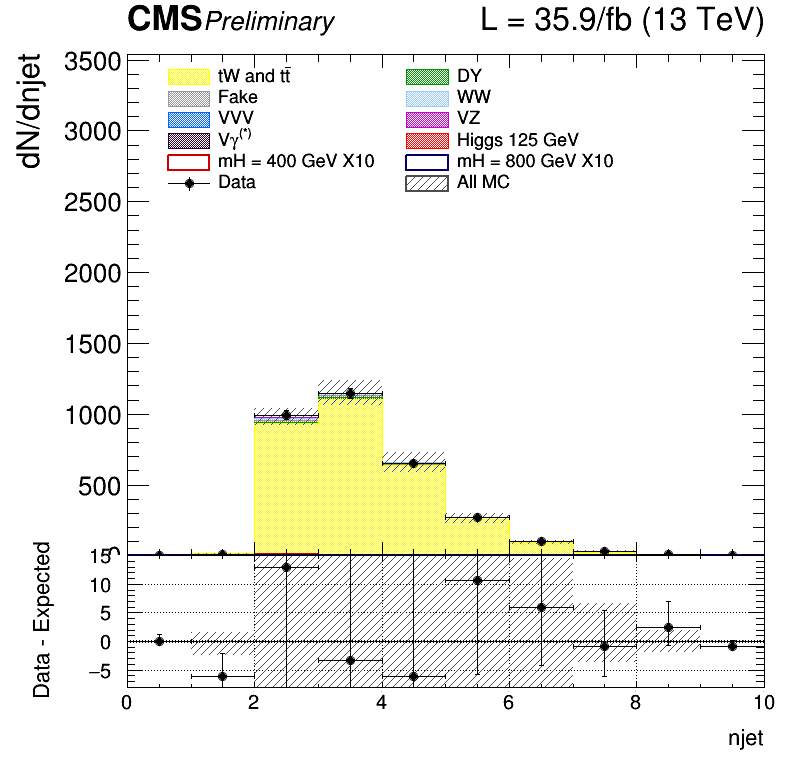 CMS Preliminary L = 35.9/fb (13 TeV)
dN/dnjet
3500
3000
2500
2000
1500
1000
500
tW and tt̄ DY
Fake WW
VVV VZ
Vγ(*) Higgs 125 GeV
mH = 400 GeV X10 mH = 800 GeV X10
Data All MC
Data - Expected
15
10
5
0
−5
0 2 4 6 8 10
njet